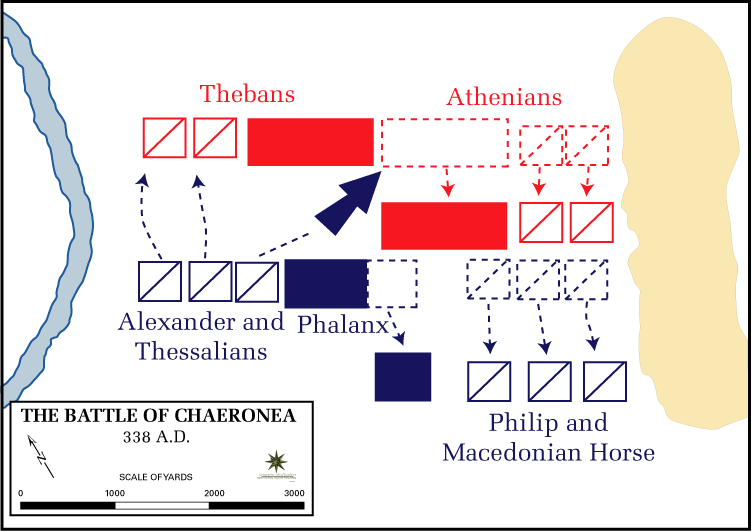 Thebans
Athenians
Alexander and
Thessalians
Phalanx
Philip and
Macedonian Horse
THE BATTLE OF CHAERONEA
338 A.D.
N
SCALE OF YARDS
0 1000 2000 3000